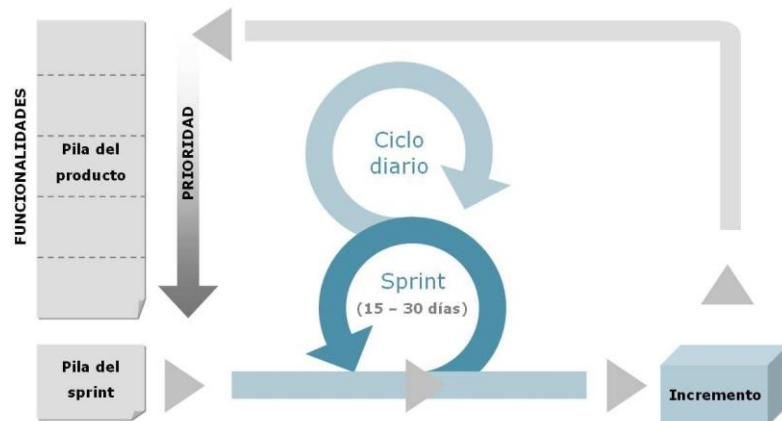 FUNCIONALIDADES
Pila del
producto
PRIORIDAD
Ciclo
diario
Sprint
(15 – 30 días)
Pila del
sprint
Incremento